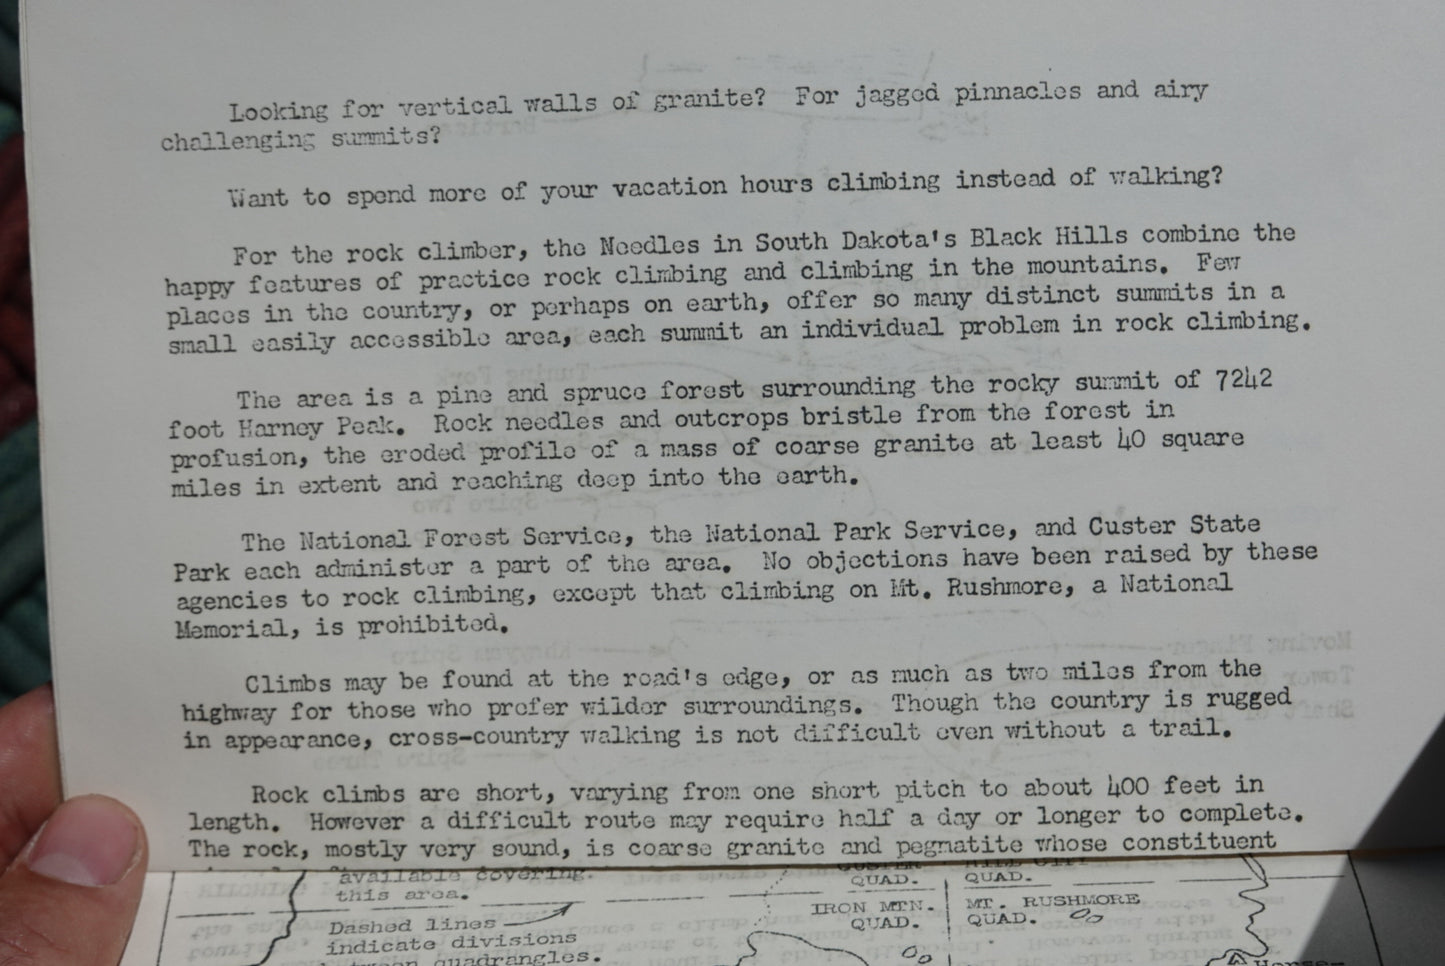 Looking for vertical walls of granite? For jagged pinnacles and airy
challenging summits?
Want to spend more of your vacation hours climbing instead of walking?
For the rock climber, the Needles in South Dakota's Black Hills combine the
happy features of practice rock climbing and climbing in the mountains. Few
places in the country, or perhaps on earth, offer so many distinct summits in a
small easily accessible area, each summit an individual problem in rock climbing.
The area is a pine and spruce forest surrounding the rocky summit of 7242
foot Harney Peak. Rock needles and outcrops bristle from the forest in
profusion, the eroded profile of a mass of coarse granite at least 40 square
miles in extent and reaching deep into the earth.
The National Forest Service, the National Park Service, and Custer State
Park each administer a part of the area. No objections have been raised by these
agencies to rock climbing, except that climbing on Mt. Rushmore, a National
Memorial, is prohibited.
Climbs may be found at the road's edge, or as much as two miles from the
highway for those who prefer wilder surroundings. Though the country is rugged
in appearance, cross-country walking is not difficult even without a trail.
Rock climbs are short, varying from one short pitch to about 400 feet in
length. However a difficult route may require half a day or longer to complete.
The rock, mostly very sound, is coarse granite and pegmatite whose constituent
available covering.
this area.
Dashed lines
indicate divisions
quadrangles.
QUAD.
QUAD.
IRON MTN.
QUAD.
MT. RUSHMORE
QUAD.